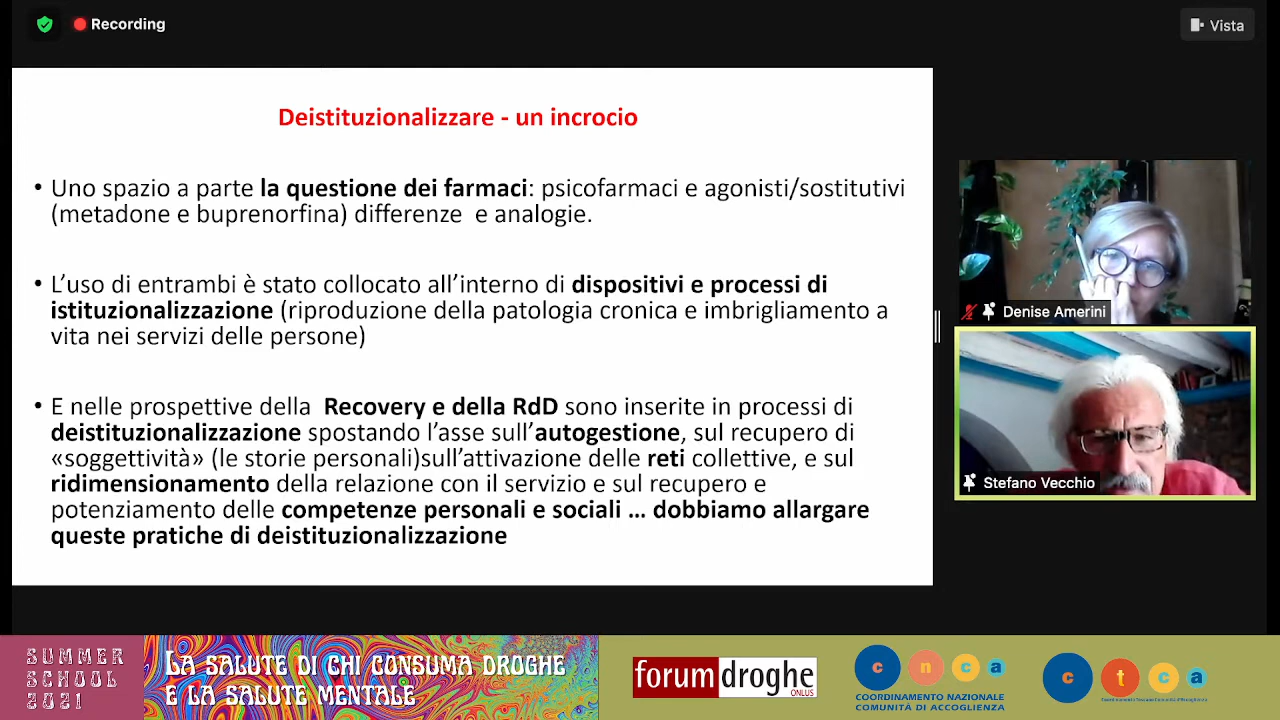 Recording
Vista
Deistituzionalizzare - un incrocio
• Uno spazio a parte la questione dei farmaci: psicofarmaci e agonisti/sostitutivi
(metadone e buprenorfina) differenze e analogie.
• L’uso di entrambi è stato collocato all’interno di dispositivi e processi di
istituzionalizzazione (riproduzione della patologia cronica e imbrigliamento a
vita nei servizi delle persone)
• E nelle prospettive della Recovery e della RdD sono inserite in processi di
deistituzionalizzazione spostando l’asse sull’autogestione, sul recupero di
«soggettività» (le storie personali)sull’attivazione delle reti collettive, e sul
ridimensionamento della relazione con il servizio e sul recupero e
potenziamento delle competenze personali e sociali … dobbiamo allargare
queste pratiche di deistituzionalizzazione
Denise Amerini
Stefano Vecchio
SUMMER
SCHOOL
2021
LA SALUTE DI CHI CONSUMA DROGHE
E LA SALUTE MENTALE
forumdroghe
ONLUS
cnca
COORDINAMENTO NAZIONALE
COMUNITÀ DI ACCOGLIENZA
ctca